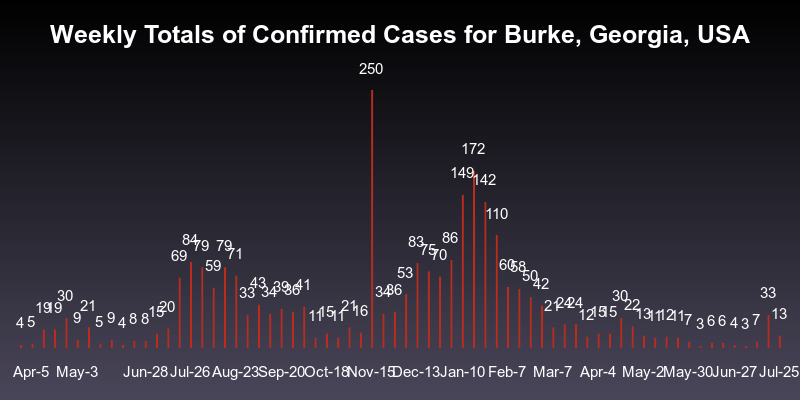 Weekly Totals of Confirmed Cases for Burke, Georgia, USA
250
172
149
142
110
84 79 79 83 86
69 59 71 75 70 60 58
53 50
43 39 41 42
33 34 36 34 36 33
30 30
19 19 21 15 20 21 21 24 24 22
4 5 9 5 9 4 8 8 11 15 11 16 12 15 15 13 11 12 11 7 3 6 6 4 3 7 13
Apr-5 May-3 Jun-28 Jul-26 Aug-23 Sep-20 Oct-18 Nov-15 Dec-13 Jan-10 Feb-7 Mar-7 Apr-4 May-2 May-30 Jun-27 Jul-25